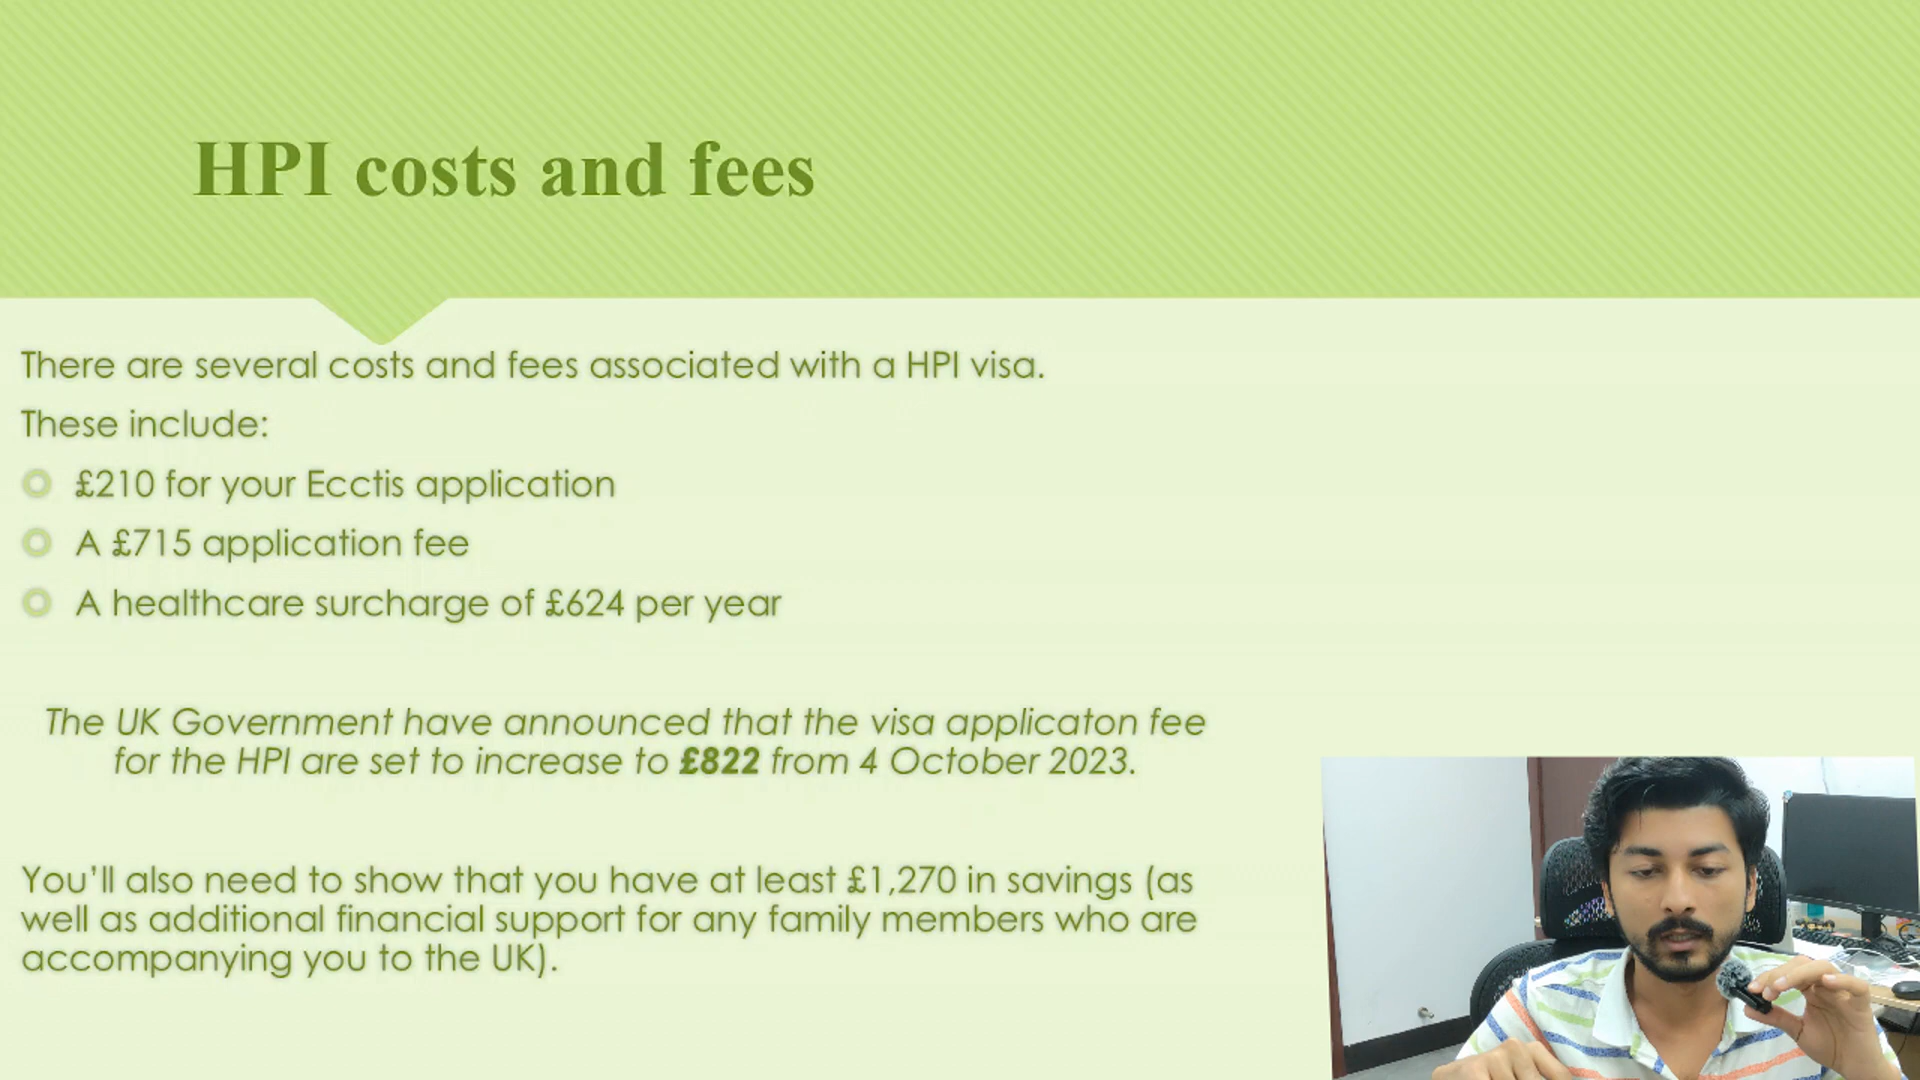 HPI costs and fees
There are several costs and fees associated with a HPI visa.
These include:
£210 for your Ecctis application
A £715 application fee
A healthcare surcharge of £624 per year
The UK Government have announced that the visa applicaton fee
for the HPI are set to increase to £822 from 4 October 2023.
You’ll also need to show that you have at least £1,270 in savings (as
well as additional financial support for any family members who are
accompanying you to the UK).